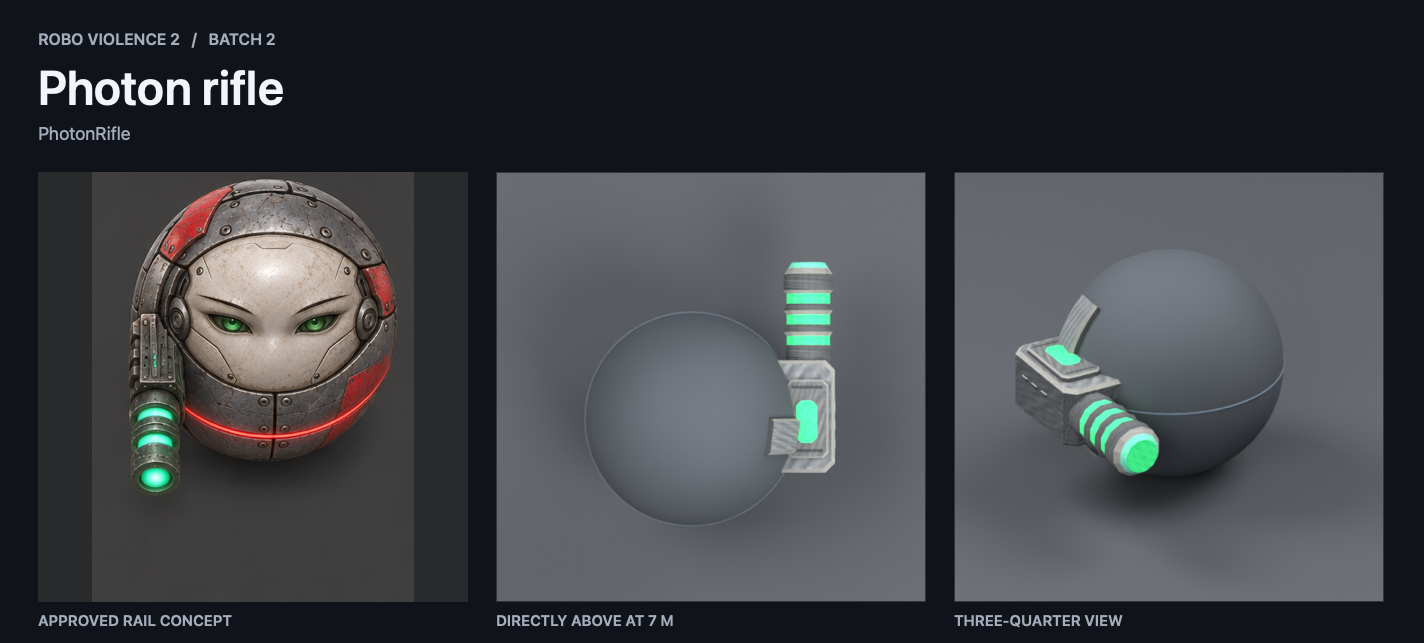 ROBO VIOLENCE 2 / BATCH 2
Photon rifle
PhotonRifle
APPROVED RAIL CONCEPT
DIRECTLY ABOVE AT 7 M
THREE-QUARTER VIEW